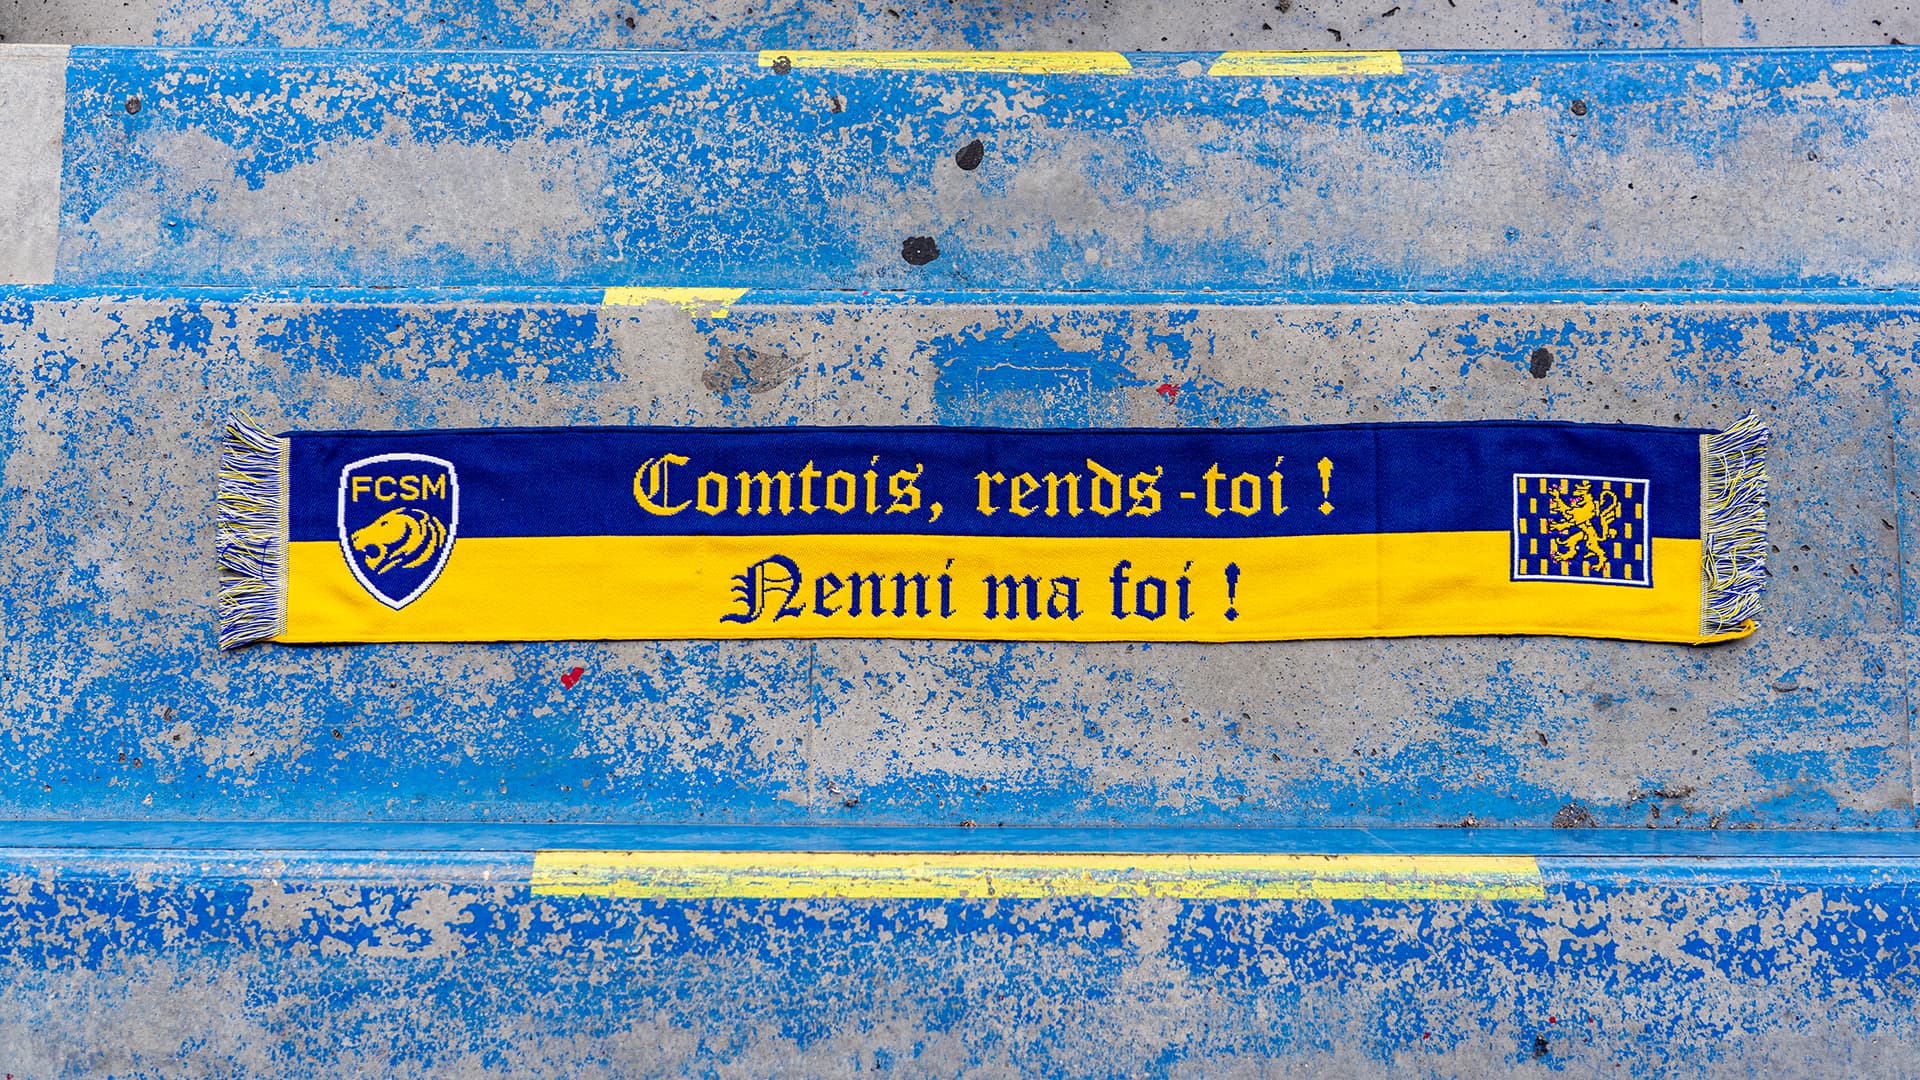 FCSM
Comtois, rends-toi !
Nenni ma foi !